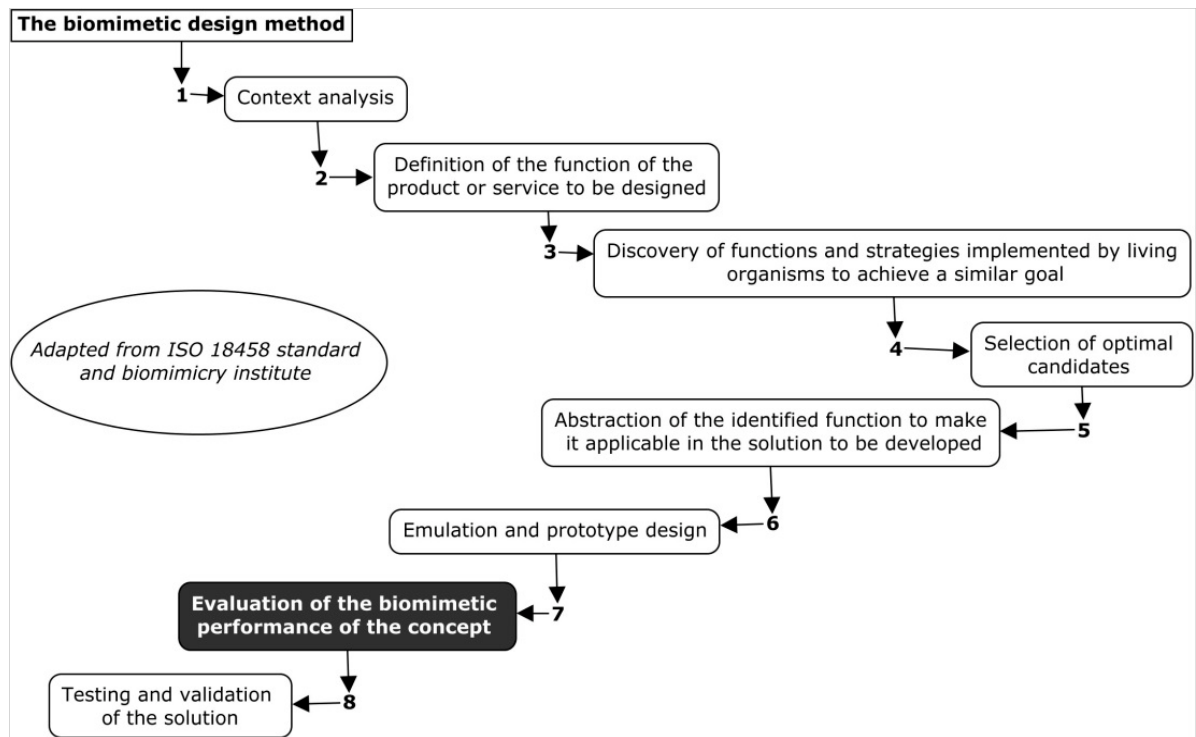 The biomimetic design method
1
Context analysis
2
Definition of the function of the
product or service to be designed
3
Discovery of functions and strategies implemented by living
organisms to achieve a similar goal
4
Selection of optimal
candidates
Adapted from ISO 18458 standard
and biomimicry institute
5
Abstraction of the identified function to make
it applicable in the solution to be developed
6
Emulation and prototype design
7
Evaluation of the biomimetic
performance of the concept
8
Testing and validation
of the solution